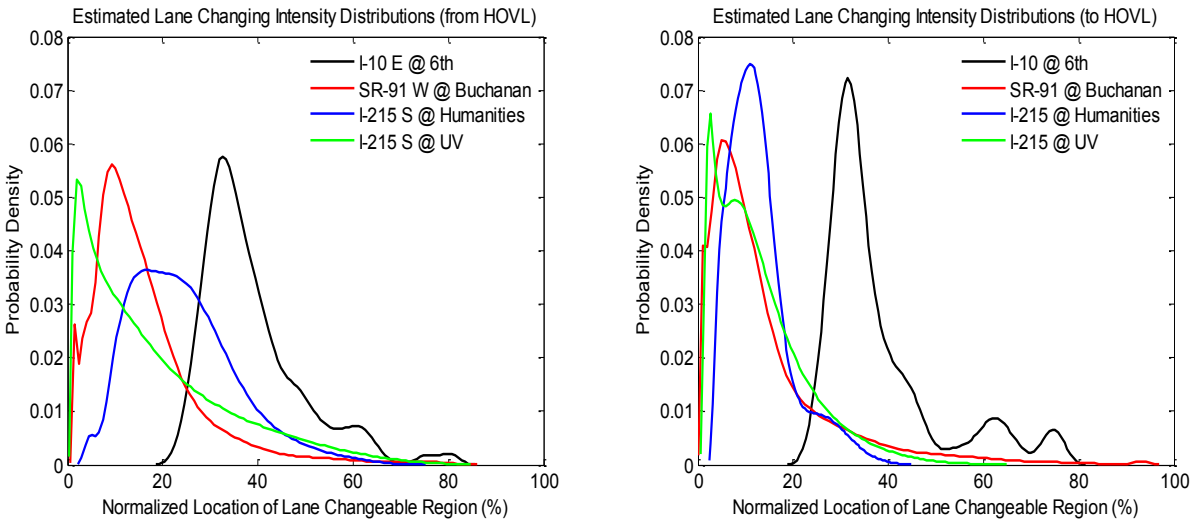 Estimated Lane Changing Intensity Distributions (from HOVL)
0.08
0.07
0.06
0.05
0.04
0.03
0.02
0.01
0
Probability Density
I-10 E @ 6th
SR-91 W @ Buchanan
I-215 S @ Humanities
I-215 S @ UV
0 20 40 60 80 100
Normalized Location of Lane Changeable Region (%)
Estimated Lane Changing Intensity Distributions (to HOVL)
0.08
0.07
0.06
0.05
0.04
0.03
0.02
0.01
0
Probability Density
I-10 @ 6th
SR-91 @ Buchanan
I-215 @ Humanities
I-215 @ UV
0 20 40 60 80 100
Normalized Location of Lane Changeable Region (%)